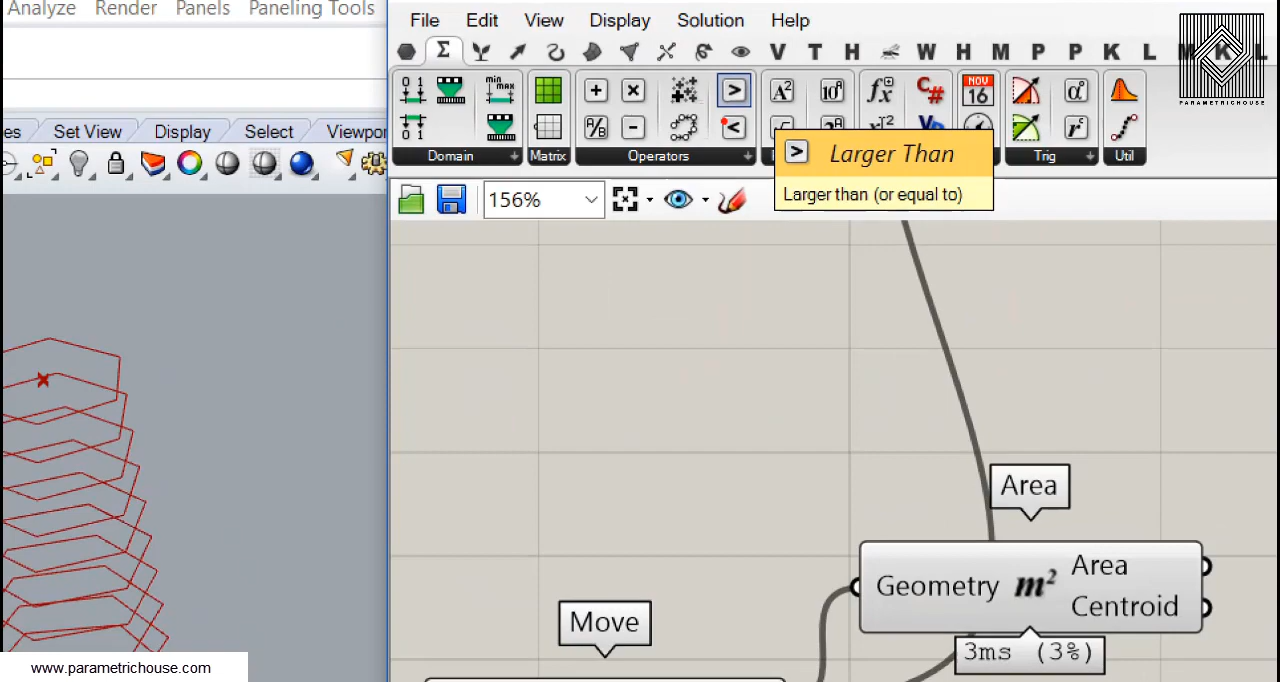 Analyze Render Panels Paneling Tools
File Edit View Display Solution Help
Σ V T H W H M P P K L M K L
PARAMETRICHOUSE
es Set View Display Select Viewpor
Domain Matrix Operators Trig Util
> Larger Than
Larger than (or equal to)
156%
Area
Geometry m² Area
Centroid
3ms (3%)
Move
www.parametrichouse.com